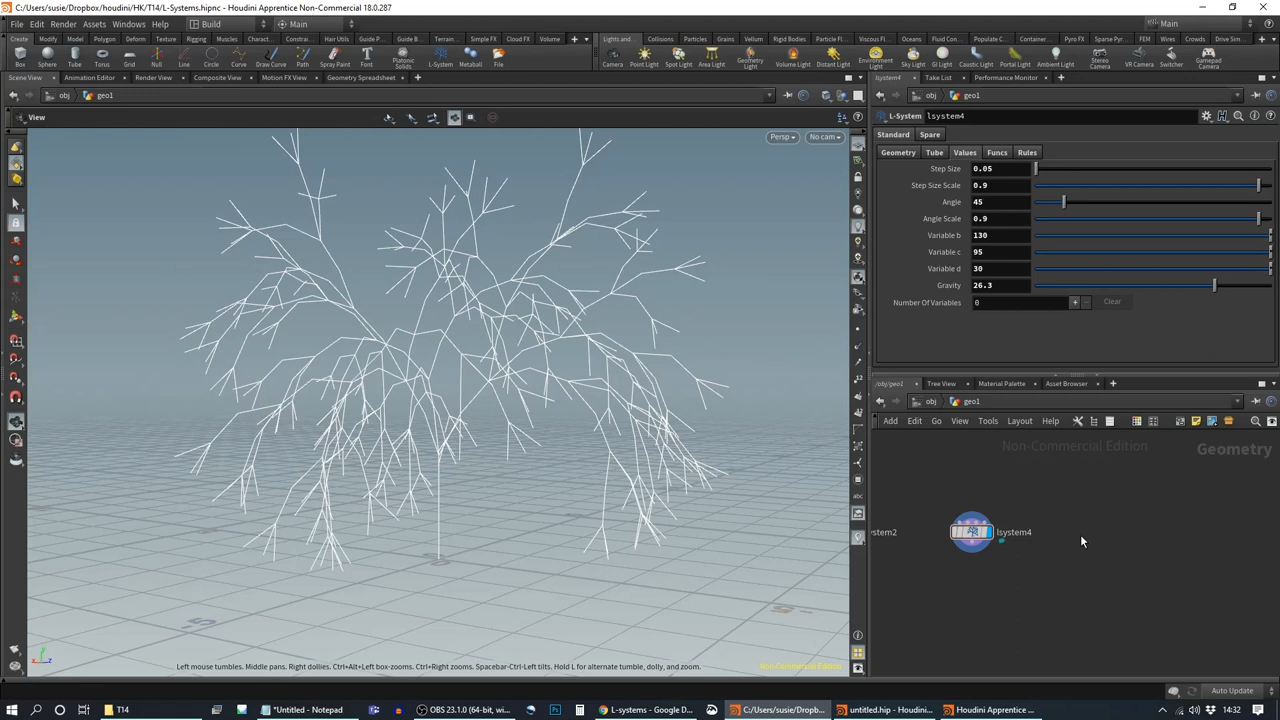 C:/Users/susie/Dropbox/houdini/HK/T14/L-Systems.hipnc - Houdini Apprentice Non-Commercial 18.0.287
File Edit Render Assets Windows Help Build Main Main
Create Modify Model Polygon Deform Texture Rigging Muscles Charact... Constrai... Hair Utils Guide P... Guide B... Terrain... Simple FX Cloud FX Volume
Lights and... Collisions Particles Grains Vellum Rigid Bodies Particle Fl... Viscous Fl... Oceans Fluid Con... Populate C... Container... Pyro FX Sparse Pyr... FEM Wires Crowds Drive Sim...
Box Sphere Tube Torus Grid Null Line Circle Curve Draw Curve Path Spray Paint Font Platonic Solids L-System Metaball File
Camera Point Light Spot Light Area Light Geometry Light Volume Light Distant Light Environment Light Sky Light GI Light Caustic Light Portal Light Ambient Light Stereo Camera VR Camera Switcher Gamepad Camera
Scene View Animation Editor Render View Composite View Motion FX View Geometry Spreadsheet
lsystem4 Take List Performance Monitor
obj geo1
obj geo1
View
L-System lsystem4
Persp No cam
Standard Spare
Geometry Tube Values Funcs Rules
Step Size 0.05
Step Size Scale 0.9
Angle 45
Angle Scale 0.9
Variable b 130
Variable c 95
Variable d 30
Gravity 26.3
Number Of Variables 0 Clear
/obj/geo1 Tree View Material Palette Asset Browser
obj geo1
Add Edit Go View Tools Layout Help
Non-Commercial Edition Geometry
ystem2 lsystem4
abc
Left mouse tumbles. Middle pans. Right dollies. Ctrl+Alt+Left box-zooms. Ctrl+Right zooms. Spacebar-Ctrl-Left tilts. Hold L for alternate tumble, dolly, and zoom.
Non-Commercial Edition
Auto Update
T14 *Untitled - Notepad OBS 23.1.0 (64-bit, w... L-systems - Google D... C:/Users/susie/Dropb... untitled.hip - Houdini... Houdini Apprentice ... 14:32